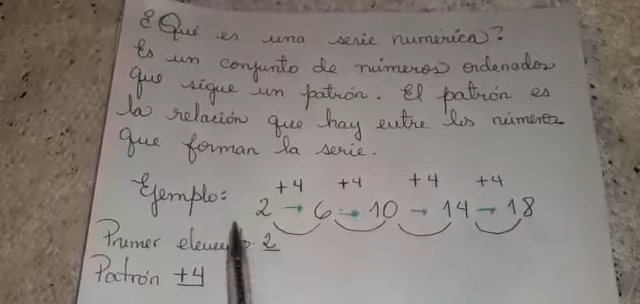 ¿Qué es una serie numérica?
Es un conjunto de números ordenados
que sigue un patrón. El patrón es
la relación que hay entre los números
que forman la serie.
+4 +4 +4 +4
Ejemplo: 2 → 6 → 10 → 14 → 18
Primer 2
Patrón +4